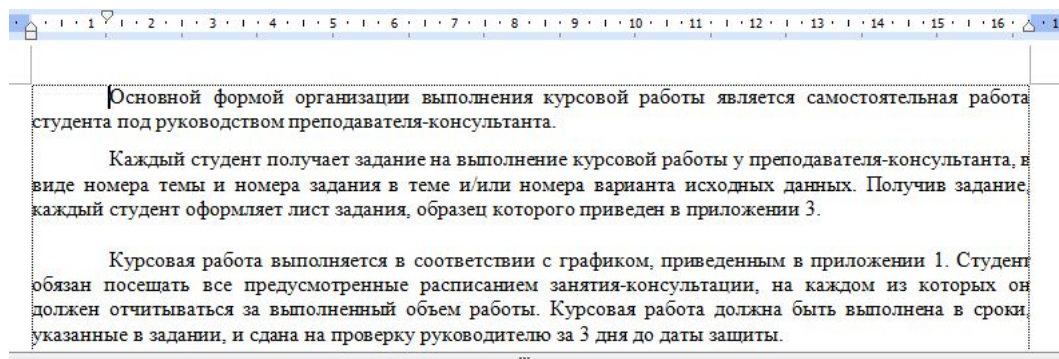 1 2 3 4 5 6 7 8 9 10 11 12 13 14 15 16 1
Основной формой организации выполнения курсовой работы является самостоятельная работа
студента под руководством преподавателя-консультанта.
Каждый студент получает задание на выполнение курсовой работы у преподавателя-консультанта, в
виде номера темы и номера задания в теме и/или номера варианта исходных данных. Получив задание,
каждый студент оформляет лист задания, образец которого приведен в приложении 3.
Курсовая работа выполняется в соответствии с графиком, приведенным в приложении 1. Студент
обязан посещать все предусмотренные расписанием занятия-консультации, на каждом из которых он
должен отчитываться за выполненный объем работы. Курсовая работа должна быть выполнена в сроки,
указанные в задании, и сдана на проверку руководителю за 3 дня до даты защиты.